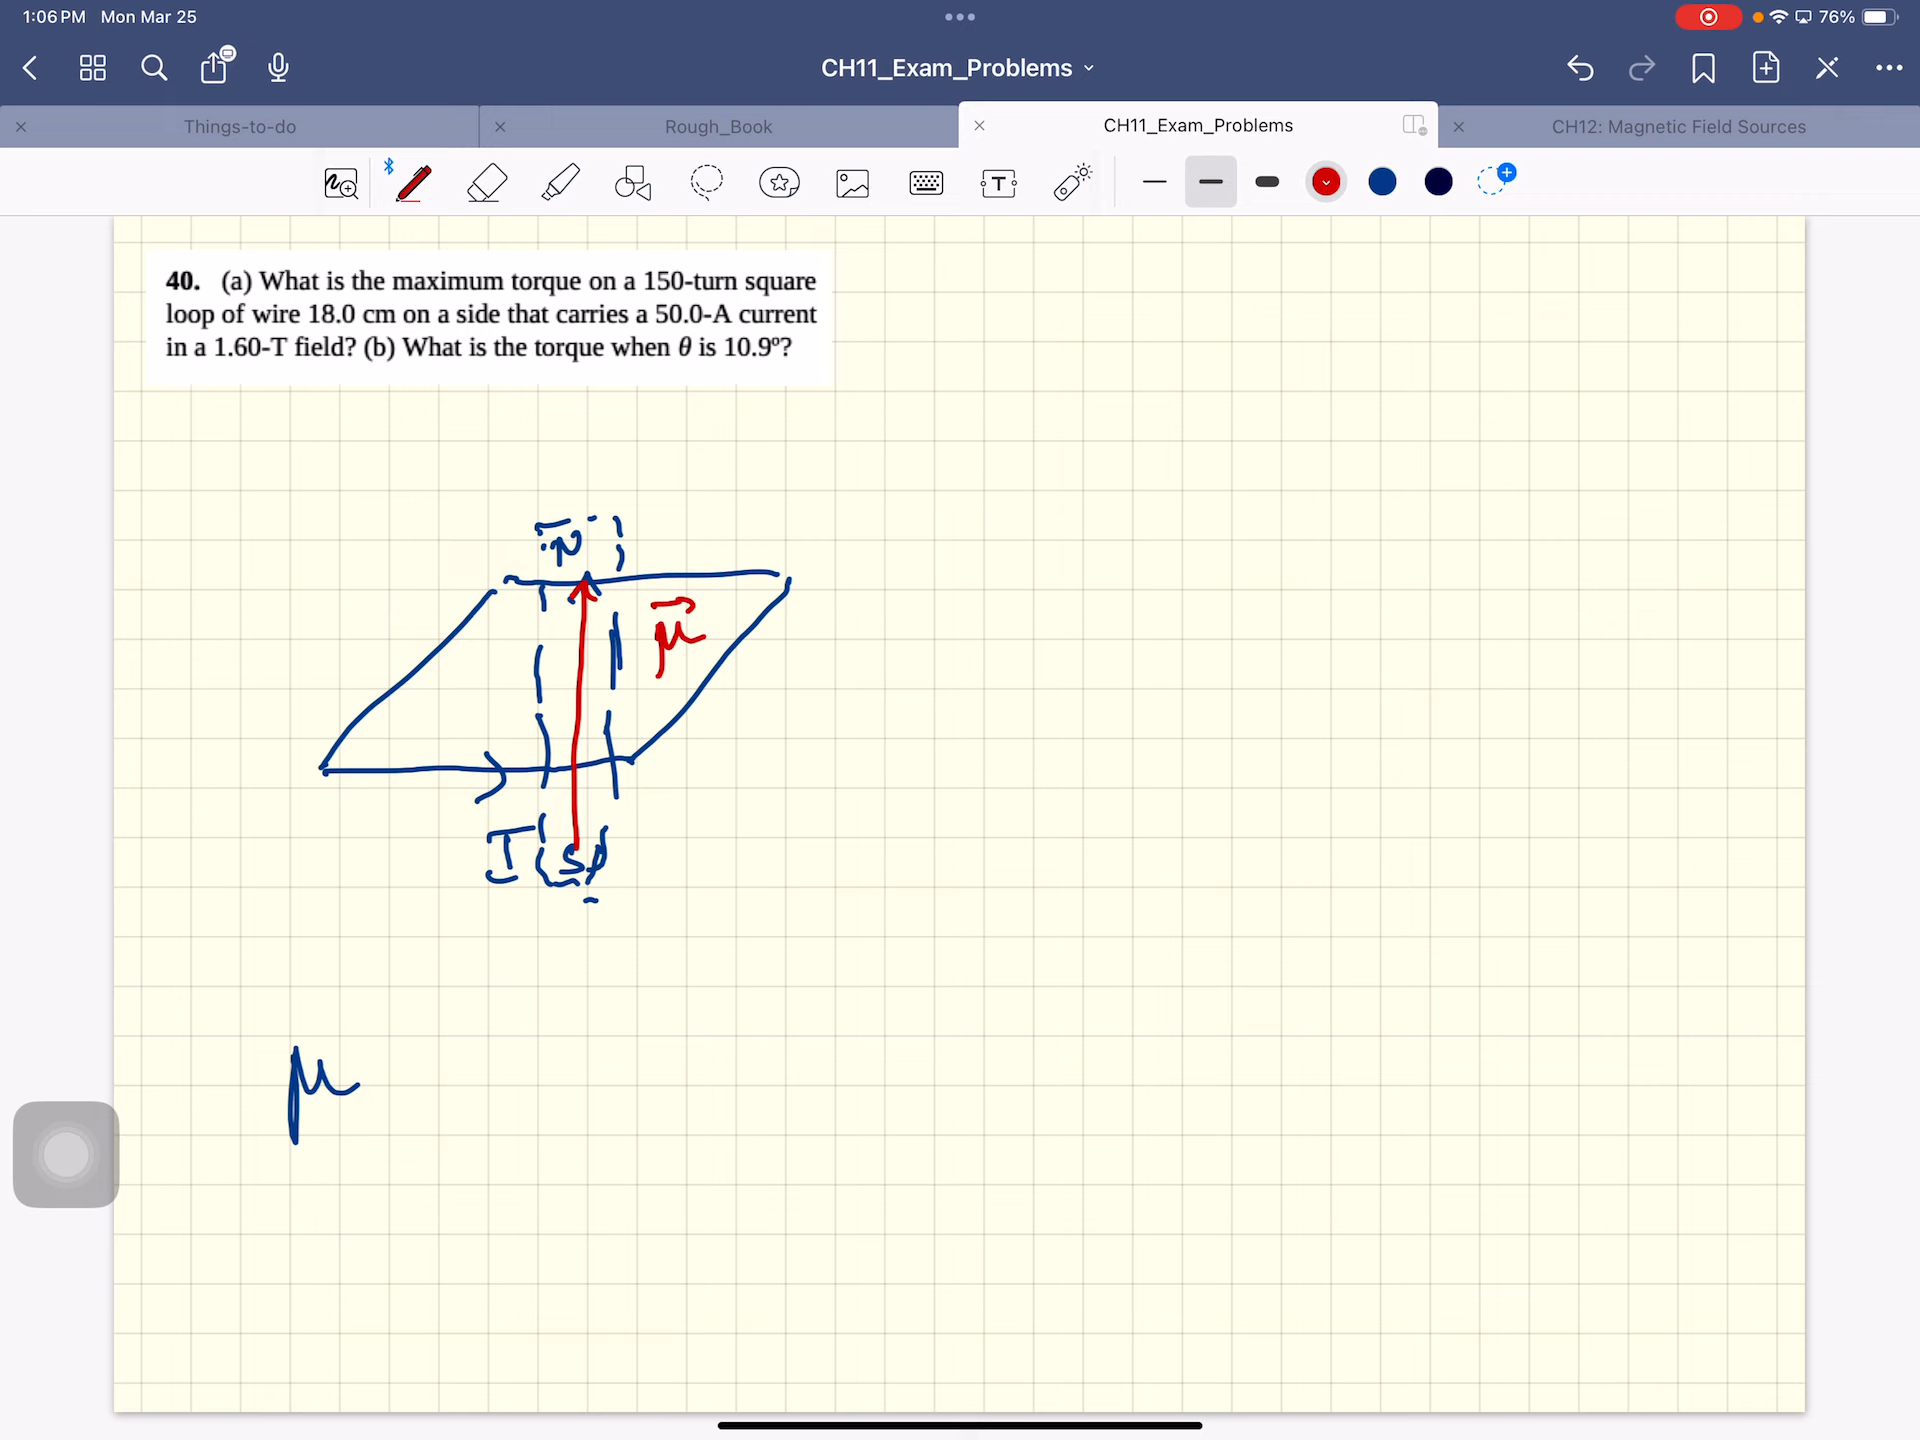 1:06 PM Mon Mar 25
76%
CH11_Exam_Problems
Things-to-do
Rough_Book
CH11_Exam_Problems
CH12: Magnetic Field Sources
T
40. (a) What is the maximum torque on a 150-turn square
loop of wire 18.0 cm on a side that carries a 50.0-A current
in a 1.60-T field? (b) What is the torque when θ is 10.9º?
N
μ
I
S
μ